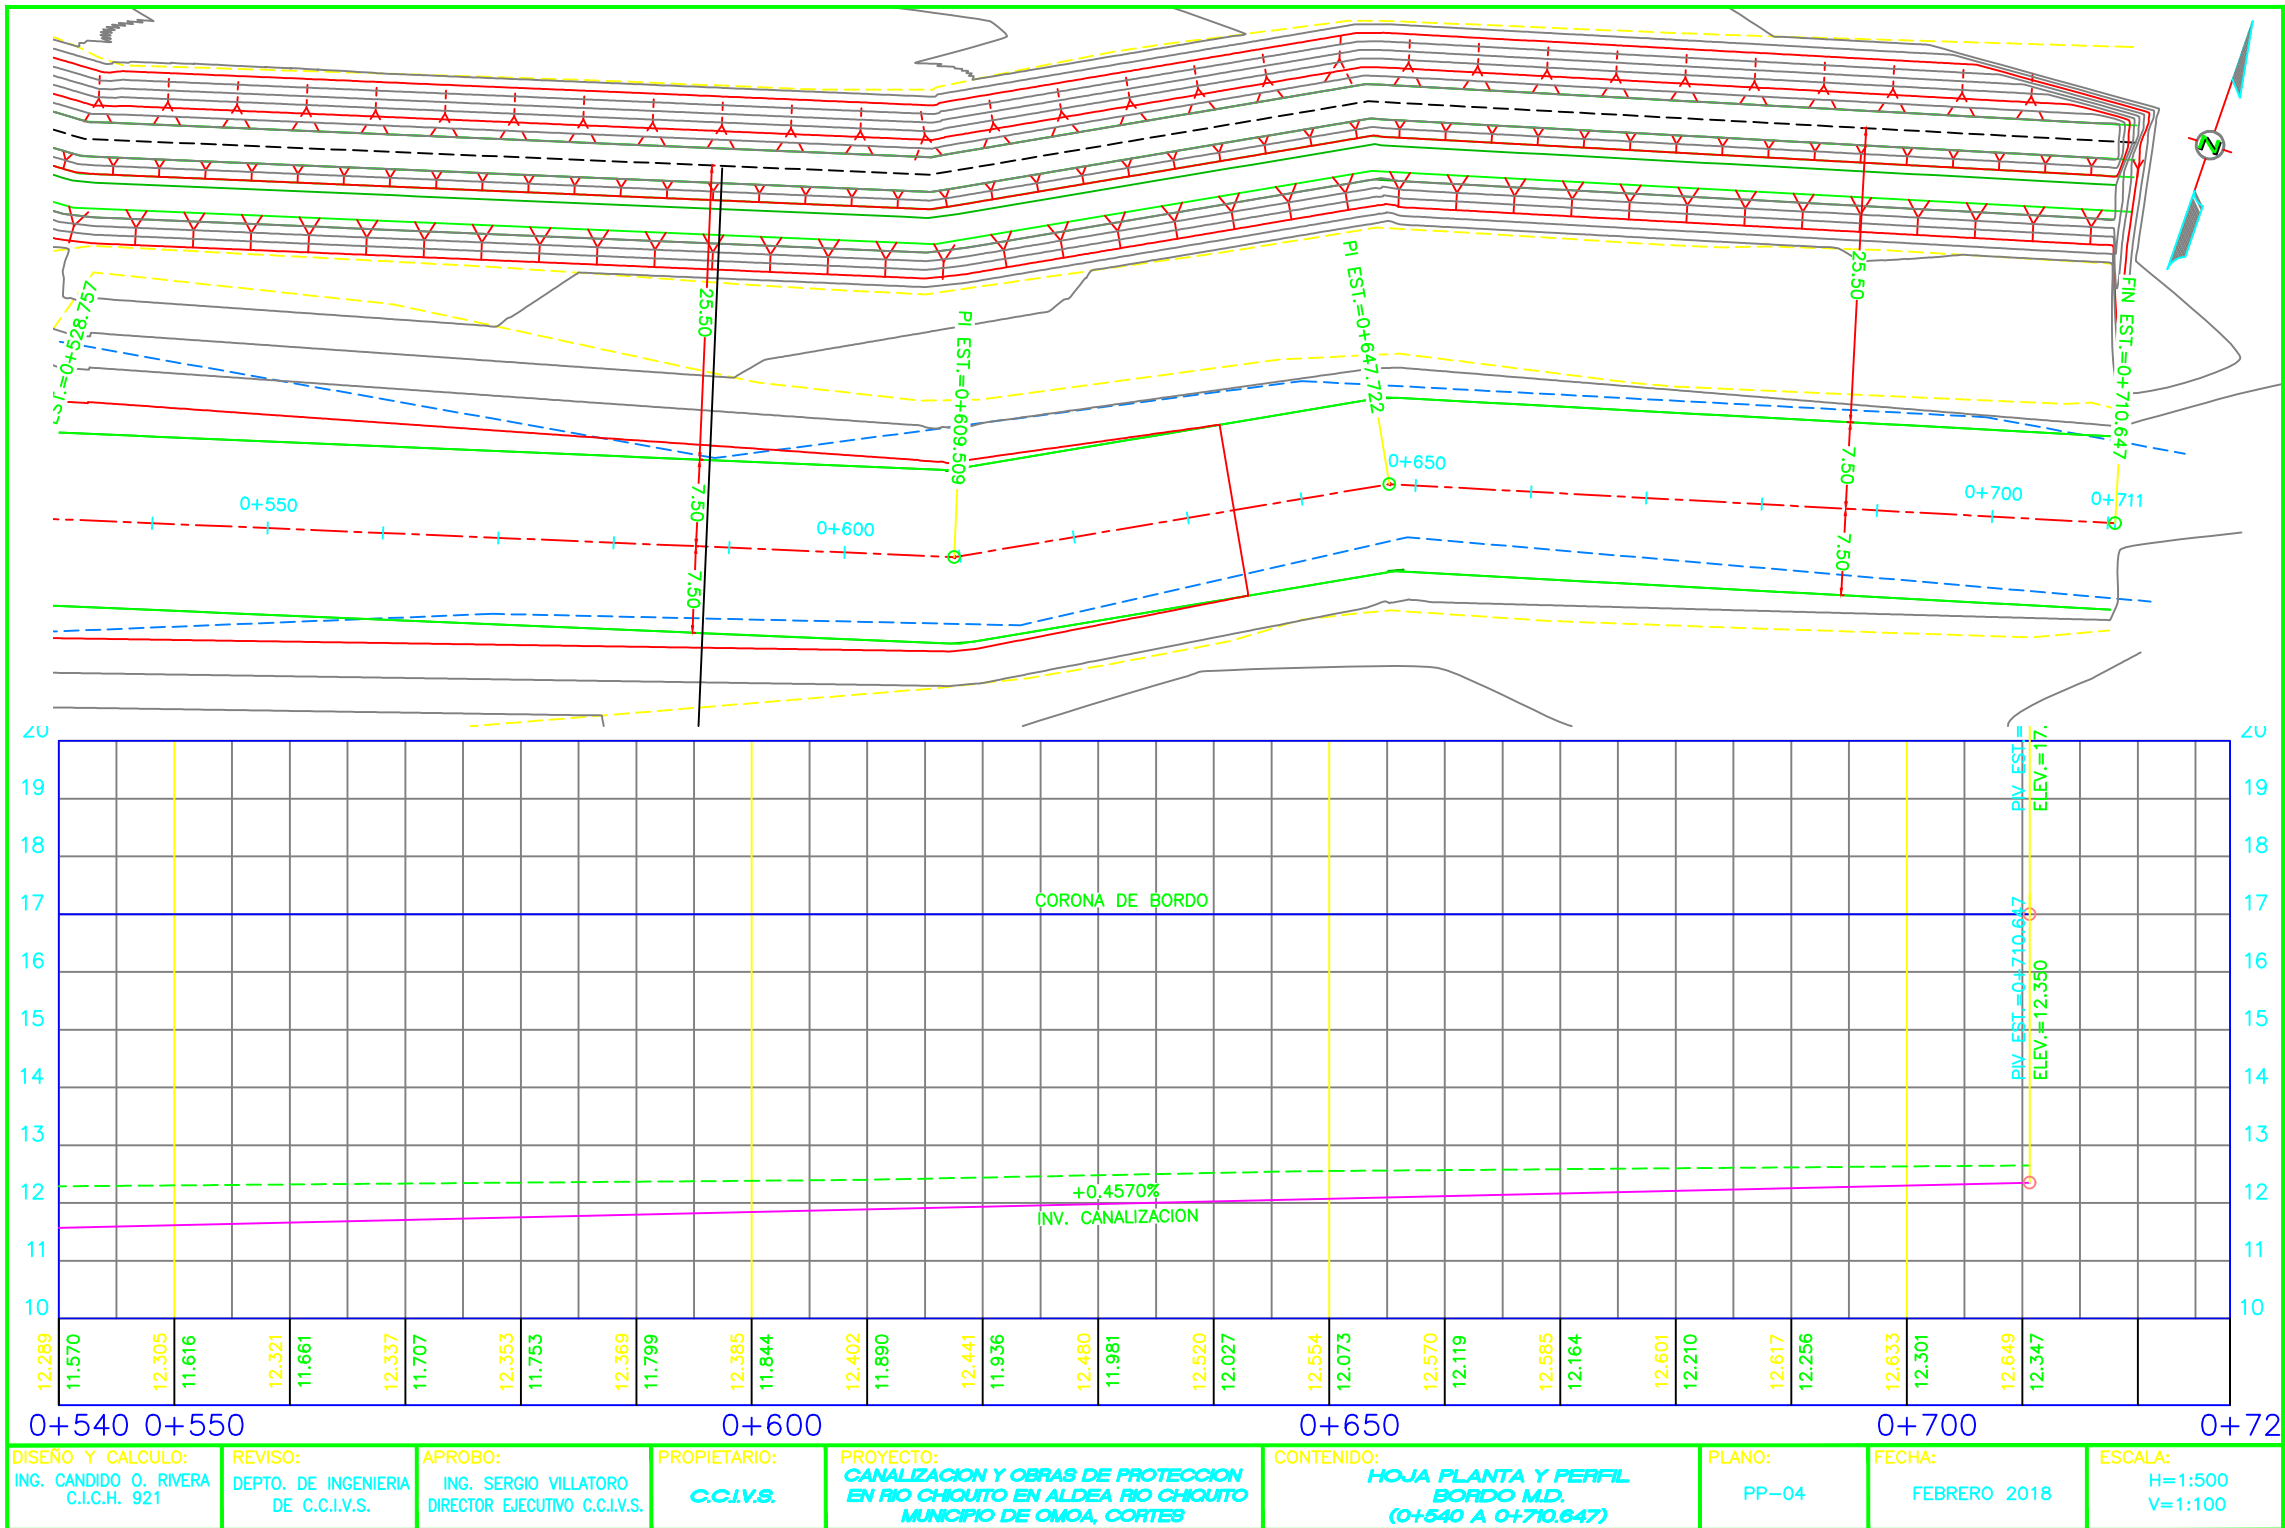 N
EST.=0+528.757
25.50
PI EST.=0+609.509
PI EST.=0+647.722
25.50
FIN EST.=0+710.647
0+550
0+600
0+650
0+700
0+711
7.50
7.50
7.50
7.50
20
19
18
17
16
15
14
13
12
11
10
20
19
18
17
16
15
14
13
12
11
10
PIV EST.=
ELEV.=17.
CORONA DE BORDO
PIV EST.=0+710.647
ELEV.=12.350
+0.4570%
INV. CANALIZACION
12.289 11.570
12.305 11.616
12.321 11.661
12.337 11.707
12.353 11.753
12.369 11.799
12.385 11.844
12.402 11.890
12.441 11.936
12.480 11.981
12.520 12.027
12.554 12.073
12.570 12.119
12.585 12.164
12.601 12.210
12.617 12.256
12.633 12.301
12.649 12.347
0+540 0+550 0+600 0+650 0+700 0+72
DISEÑO Y CALCULO:
ING. CANDIDO O. RIVERA
C.I.C.H. 921
REVISO:
DEPTO. DE INGENIERIA
DE C.C.I.V.S.
APROBO:
ING. SERGIO VILLATORO
DIRECTOR EJECUTIVO C.C.I.V.S.
PROPIETARIO:
C.C.I.V.S.
PROYECTO:
CANALIZACION Y OBRAS DE PROTECCION
EN RIO CHIQUITO EN ALDEA RIO CHIQUITO
MUNICIPIO DE OMOA, CORTES
CONTENIDO:
HOJA PLANTA Y PERFIL
BORDO M.D.
(0+540 A 0+710.647)
PLANO:
PP-04
FECHA:
FEBRERO 2018
ESCALA:
H=1:500
V=1:100